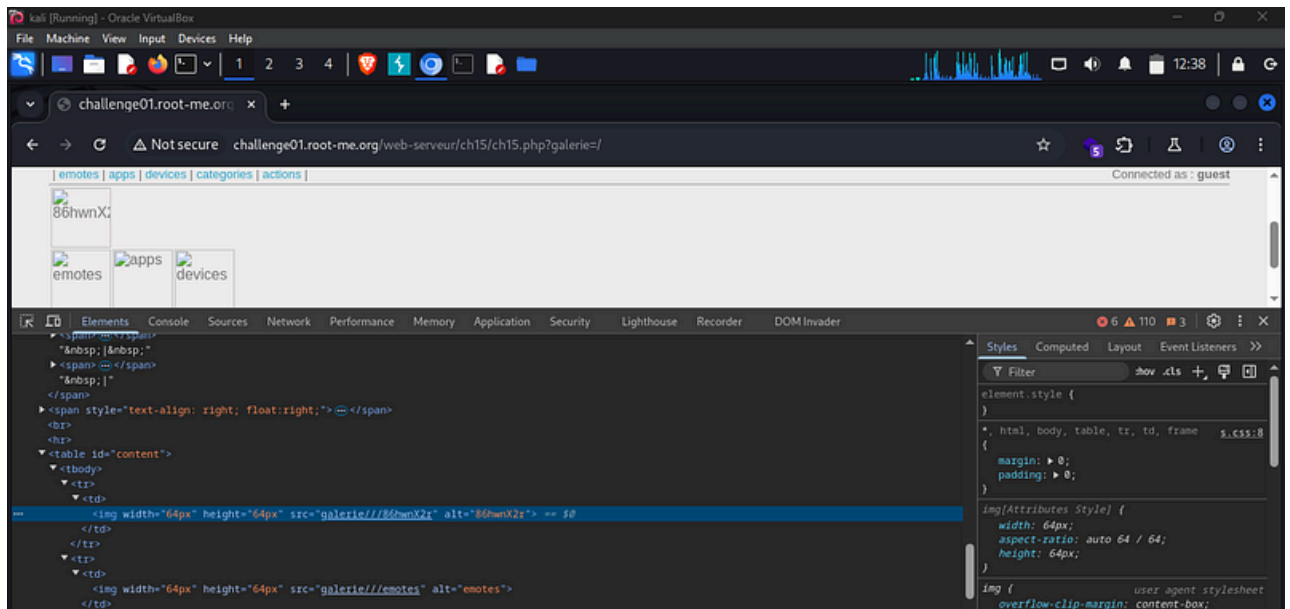 kali [Running] - Oracle VirtualBox
File Machine View Input Devices Help
1 2 3 4 12:38
challenge01.root-me.org
Not secure challenge01.root-me.org/web-serveur/ch15/ch15.php?galerie=/
| emotes | apps | devices | categories | actions | Connected as : guest
86hwnX2
emotes apps devices
Elements Console Sources Network Performance Memory Application Security Lighthouse Recorder DOM Invader 6 110 3
<span> … </span>
"&nbsp;|&nbsp;"
<span> … </span>
"&nbsp;|"
</span>
<span style="text-align: right; float:right;"> … </span>
<br>
<hr>
<table id="content">
<tbody>
<tr>
<td>
<img width="64px" height="64px" src="galerie///86hwnX2r" alt="86hwnX2r"> == $0
</td>
</tr>
<tr>
<td>
<img width="64px" height="64px" src="galerie///emotes" alt="emotes">
</td>
Styles Computed Layout Event Listeners
Filter :hov .cls
element.style {
}
*, html, body, table, tr, td, frame s.css:8
{
margin: 0;
padding: 0;
}
img[Attributes Style] {
width: 64px;
aspect-ratio: auto 64 / 64;
height: 64px;
}
img { user agent stylesheet
overflow-clip-margin: content-box;